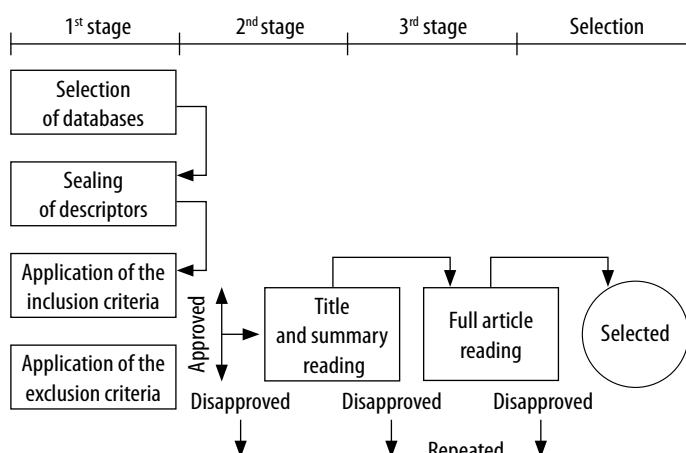 1st stage 2nd stage 3rd stage Selection
Selection
of databases
Sealing
of descriptors
Application of the
inclusion criteria
Application of the
exclusion criteria
Approved
Title
and summary
reading
Full article
reading
Selected
Disapproved Disapproved Disapproved
Repeated